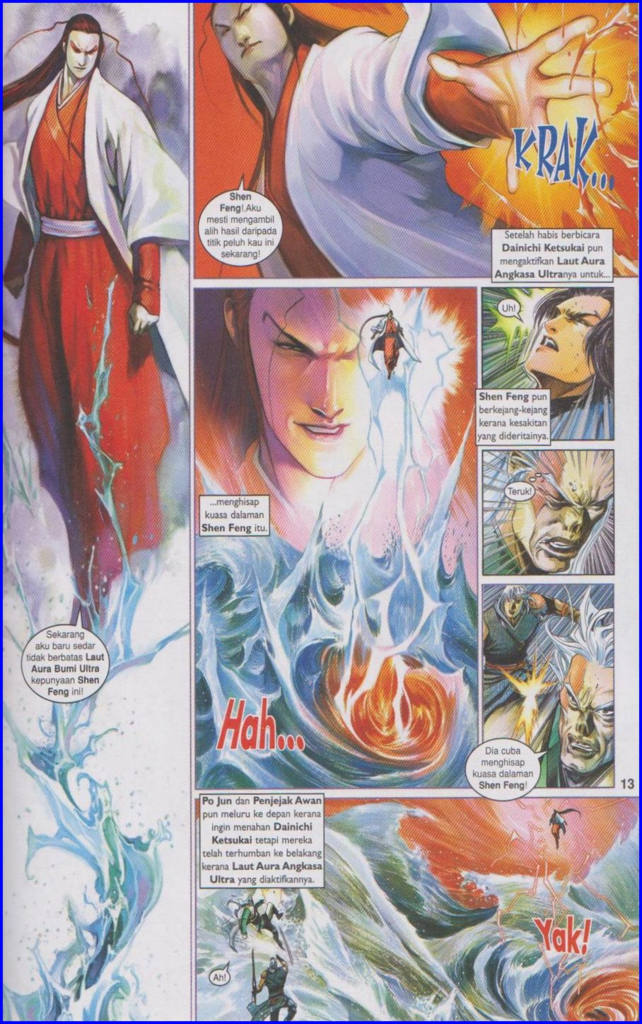 Sekarang
aku baru sedar
tidak berbatas Laut
Aura Bumi Ultra
kepunyaan Shen
Feng ini!
Shen
Feng!.Aku
mesti mengambil
alih hasil daripada
titik peluh kau ini
sekarang!
KRAK...
Setelah habis berbicara
Dainichi Ketsukai pun
mengaktifkan Laut Aura
Angkasa Ultranya untuk...
...menghisap
kuasa dalaman
Shen Feng itu.
Hah...
Uh!
Shen Feng pun
berkejang-kejang
kerana kesakitan
yang dideritainya.
Teruk!
Dia cuba
menghisap
kuasa dalaman
Shen Feng!
13
Po Jun dan Penjejak Awan
pun meluru ke depan kerana
ingin menahan Dainichi
Ketsukai tetapi mereka
telah terhumban ke belakang
kerana Laut Aura Angkasa
Ultra yang diaktifkannya.
Ah!
Yak!